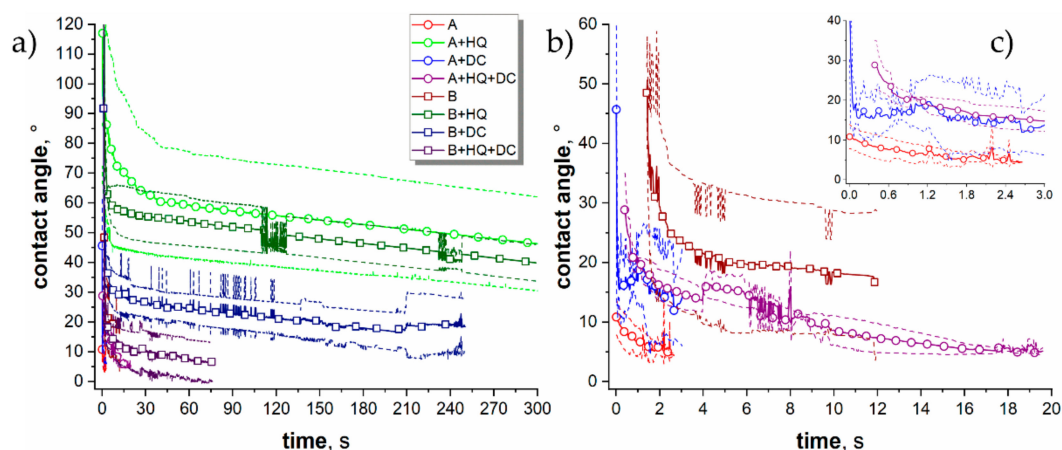 a)
contact angle, °
120
110
100
90
80
70
60
50
40
30
20
10
0
0 30 60 90 120 150 180 210 240 270 300
time, s
A
A+HQ
A+DC
A+HQ+DC
B
B+HQ
B+DC
B+HQ+DC
b)
contact angle, °
60
50
40
30
20
10
0
0 2 4 6 8 10 12 14 16 18 20
time, s
c)
40
30
20
10
0
0.0 0.6 1.2 1.8 2.4 3.0